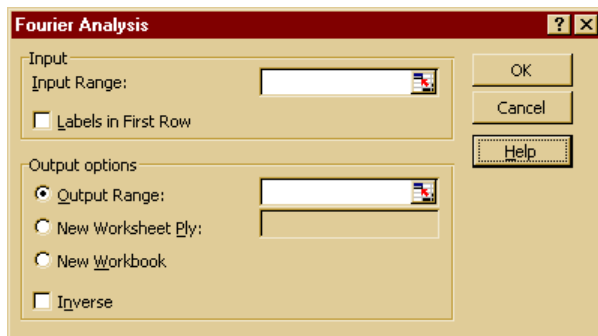 Fourier Analysis
Input
Input Range:
Labels in First Row
OK
Cancel
Help
Output options
Output Range:
New Worksheet Ply:
New Workbook
Inverse